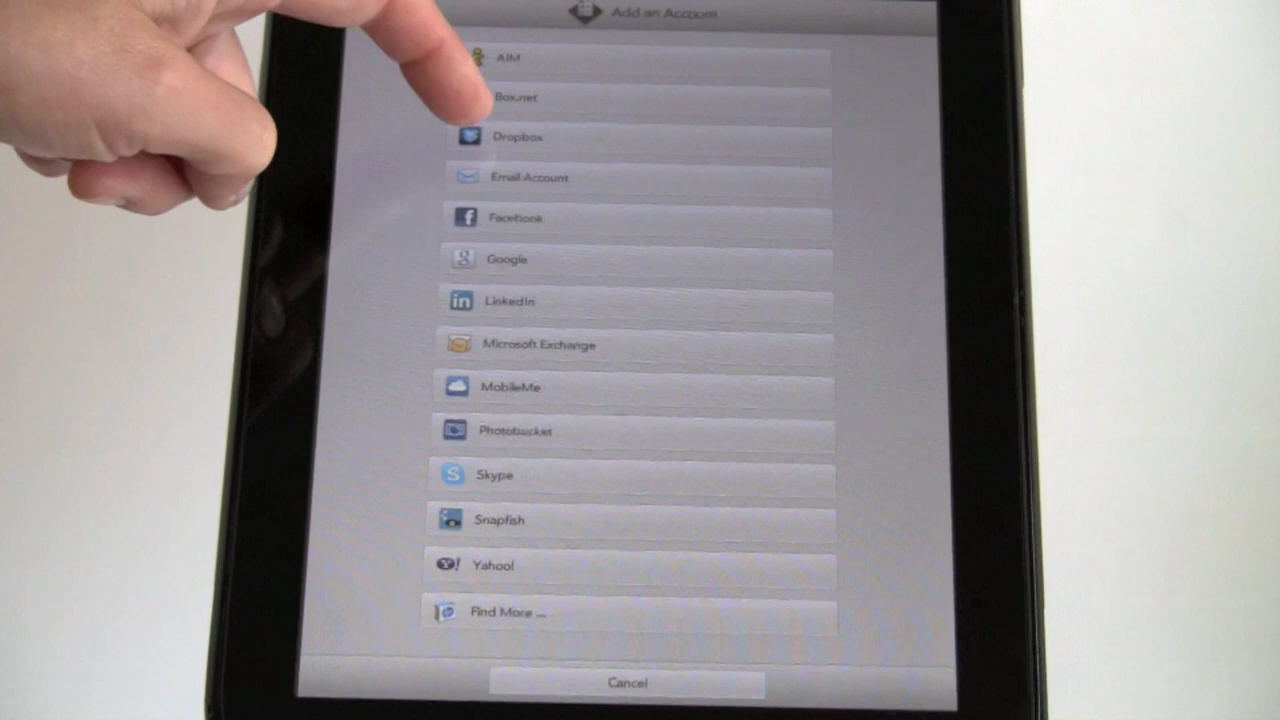 Add an Account
AIM
Box.net
Dropbox
Email Account
Facebook
Google
LinkedIn
Microsoft Exchange
MobileMe
Photobucket
Skype
Snapfish
Yahoo!
Find More ...
Cancel